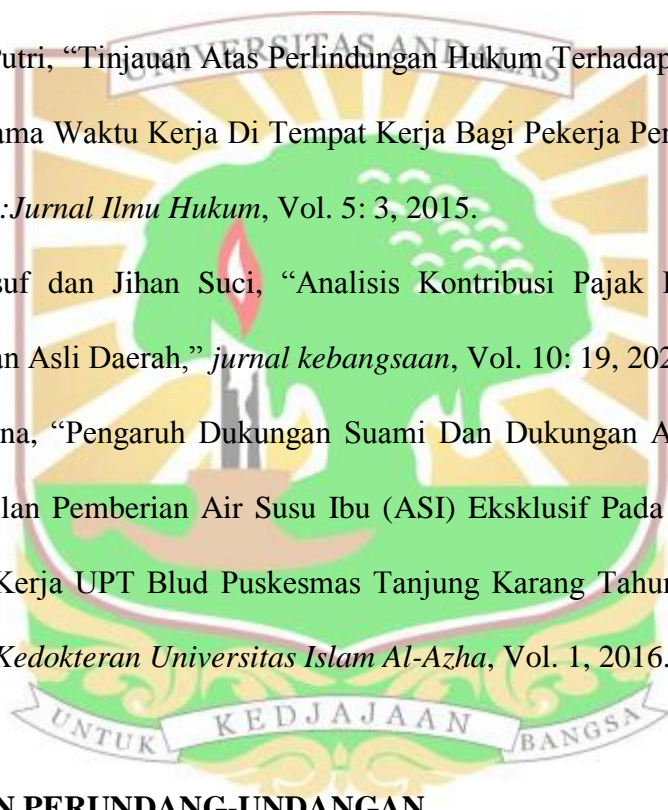 UNIVERSITAS ANDALAS
Putri, “Tinjauan Atas Perlindungan Hukum Terhadap
ama Waktu Kerja Di Tempat Kerja Bagi Pekerja Per
:Jurnal Ilmu Hukum, Vol. 5: 3, 2015.
suf dan Jihan Suci, “Analisis Kontribusi Pajak
an Asli Daerah,” jurnal kebangsaan, Vol. 10: 19, 202
na, “Pengaruh Dukungan Suami Dan Dukungan A
lan Pemberian Air Susu Ibu (ASI) Eksklusif Pada
Kerja UPT Blud Puskesmas Tanjung Karang Tahun
Kedokteran Universitas Islam Al-Azha, Vol. 1, 2016.
UNTUK KEDJAJAAN BANGSA
N PERUNDANG-UNDANGAN